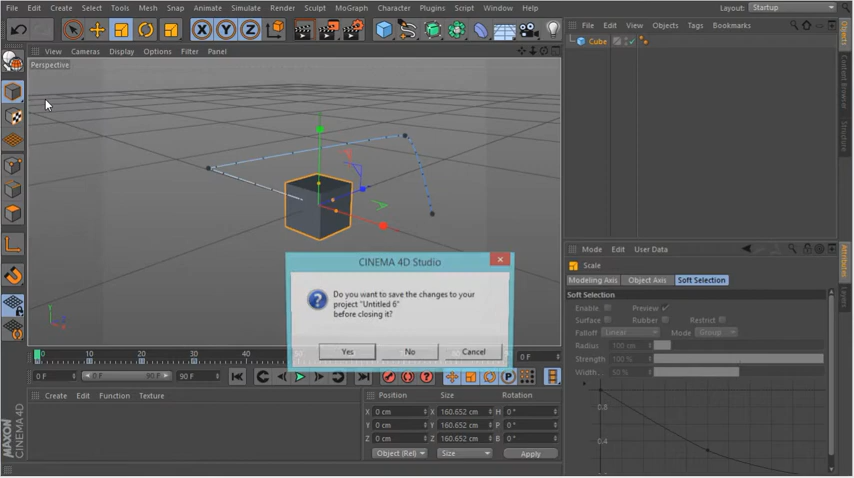 File Edit Create Select Tools Mesh Snap Animate Simulate Render Sculpt MoGraph Character Plugins Script Window Help Layout: Startup
View Cameras Display Options Filter Panel
Perspective
File Edit View Objects Tags Bookmarks
Cube
Objects
Content Browser
Structure
CINEMA 4D Studio
Do you want to save the changes to your
project "Untitled 6"
before closing it?
Yes No Cancel
Mode Edit User Data
Scale
Modeling Axis Object Axis Soft Selection
Soft Selection
Enable Preview
Surface Rubber Restrict
Falloff Linear Mode Group
Radius 100 cm
Strength 100 %
Width... 50 %
0.8
0.4
Attributes
Layers
0 10 20 30 40 0 F
0 F 0 F 90 F 90 F
Create Edit Function Texture
Position Size Rotation
X 0 cm X 160.652 cm H 0 °
Y 0 cm Y 160.652 cm P 0 °
Z 0 cm Z 160.652 cm B 0 °
Object (Rel) Size Apply
MAXON
CINEMA 4D